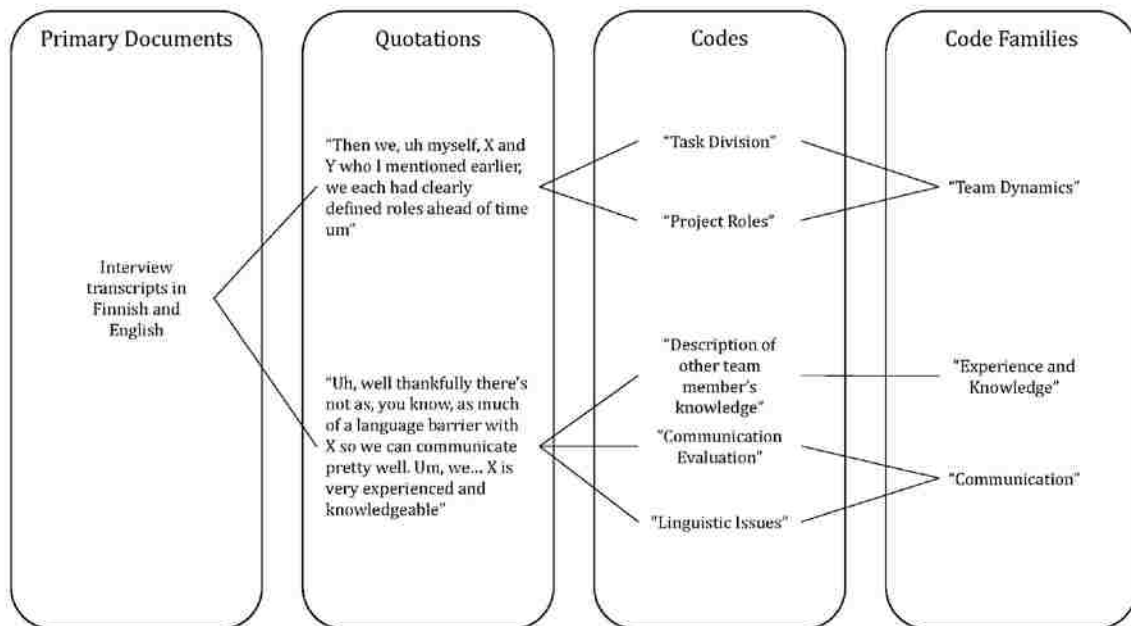 Primary Documents
Interview
transcripts in
Finnish and
English
Quotations
“Then we, uh myself, X and
Y who I mentioned earlier,
we each had clearly
defined roles ahead of time
um”
“Uh, well thankfully there’s
not as, you know, as much
of a language barrier with
X so we can communicate
pretty well. Um, we... X is
very experienced and
knowledgeable”
Codes
“Task Division”
“Project Roles”
“Description of
other team
member’s
knowledge”
“Communication
Evaluation”
“Linguistic Issues”
Code Families
“Team Dynamics”
“Experience and
Knowledge”
“Communication”